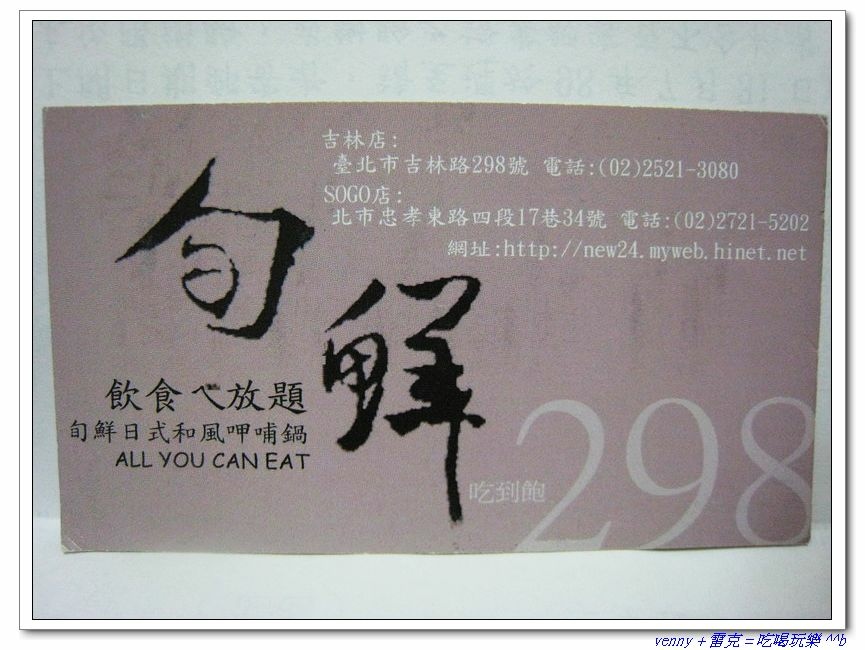 吉林店:
臺北市吉林路298號 電話:(02)2521-3080
SOGO店:
北市忠孝東路四段17巷34號 電話:(02)2721-5202
網址:http://new24.myweb.hinet.net
旬鮮
飲食べ放題
旬鮮日式和風呷哺鍋
ALL YOU CAN EAT
吃到飽 298
venny + 雷克 = 吃喝玩樂 ^^b